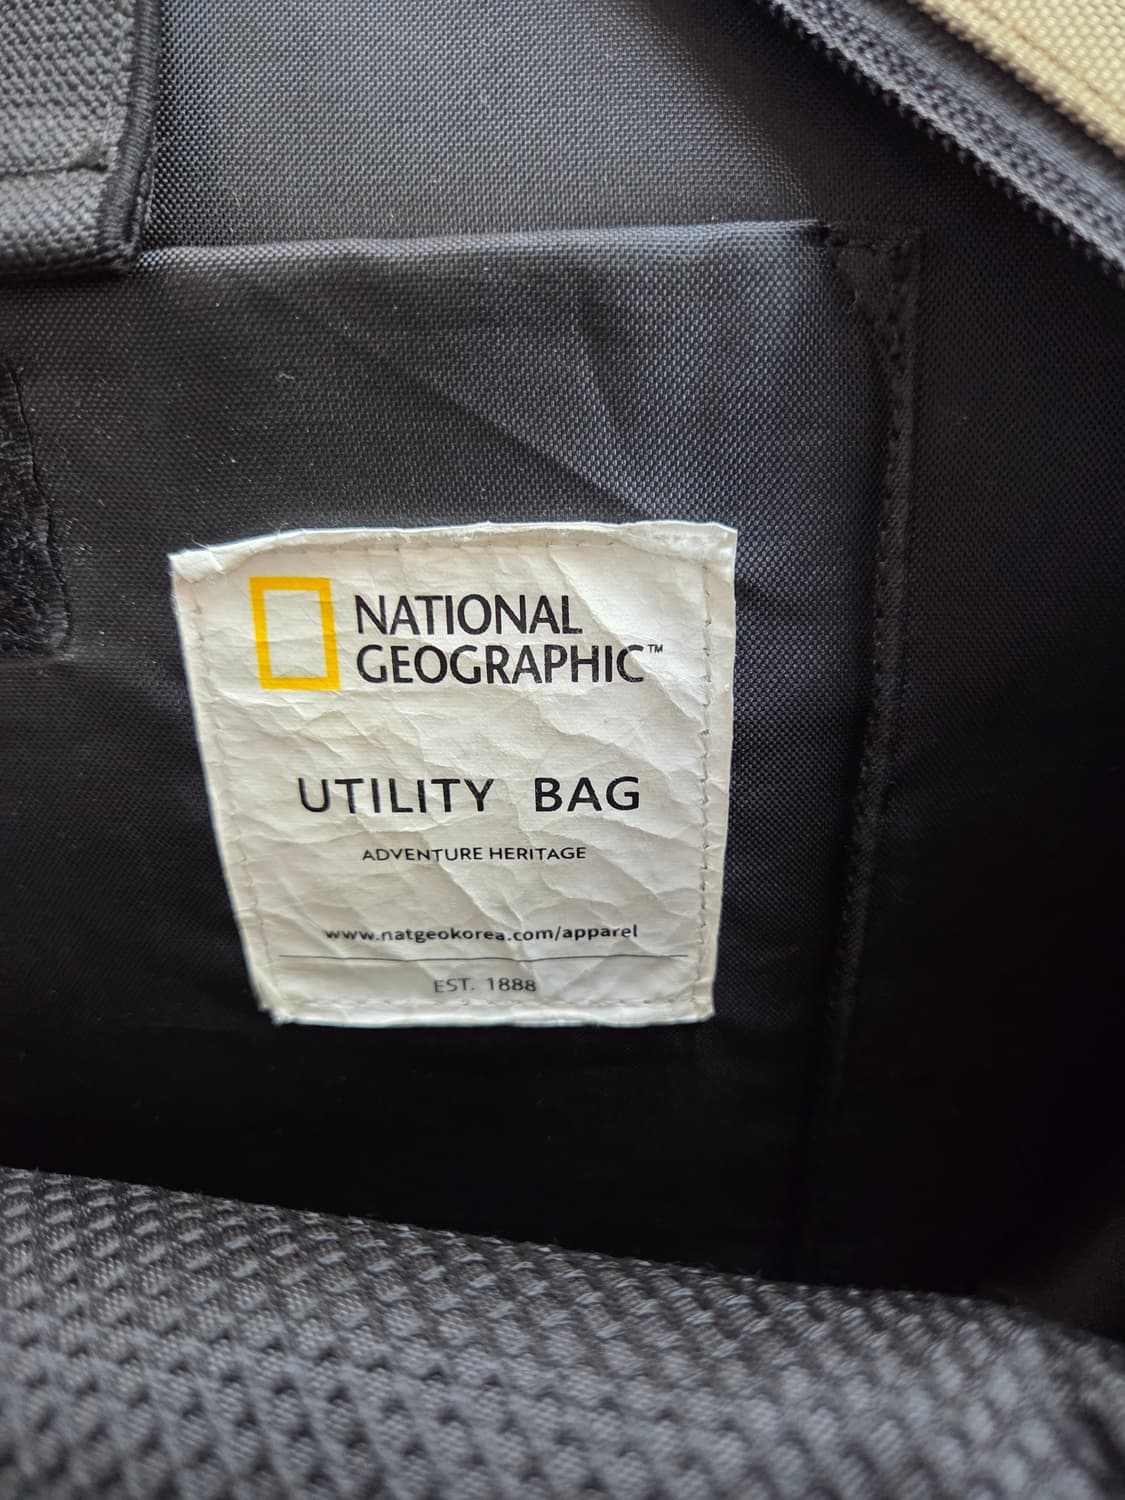 NATIONAL
GEOGRAPHIC™
UTILITY BAG
ADVENTURE HERITAGE
www.natgeokorea.com/apparel
EST. 1888